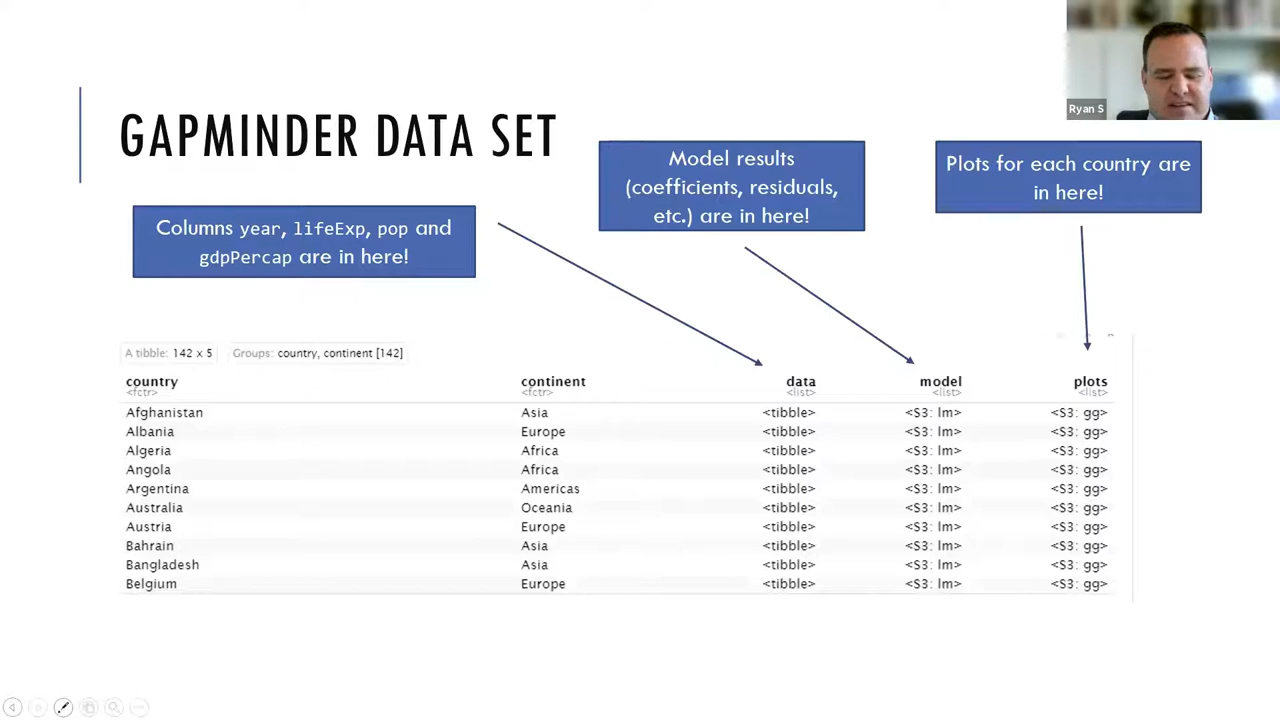 Ryan S
GAPMINDER DATA SET
Columns year, lifeExp, pop and
gdpPercap are in here!
Model results
(coefficients, residuals,
etc.) are in here!
Plots for each country are
in here!
A tibble: 142 x 5 Groups: country, continent [142]
country continent data model plots
<fctr> <fctr> <list> <list> <list>
Afghanistan Asia <tibble> <S3: lm> <S3: gg>
Albania Europe <tibble> <S3: lm> <S3: gg>
Algeria Africa <tibble> <S3: lm> <S3: gg>
Angola Africa <tibble> <S3: lm> <S3: gg>
Argentina Americas <tibble> <S3: lm> <S3: gg>
Australia Oceania <tibble> <S3: lm> <S3: gg>
Austria Europe <tibble> <S3: lm> <S3: gg>
Bahrain Asia <tibble> <S3: lm> <S3: gg>
Bangladesh Asia <tibble> <S3: lm> <S3: gg>
Belgium Europe <tibble> <S3: lm> <S3: gg>